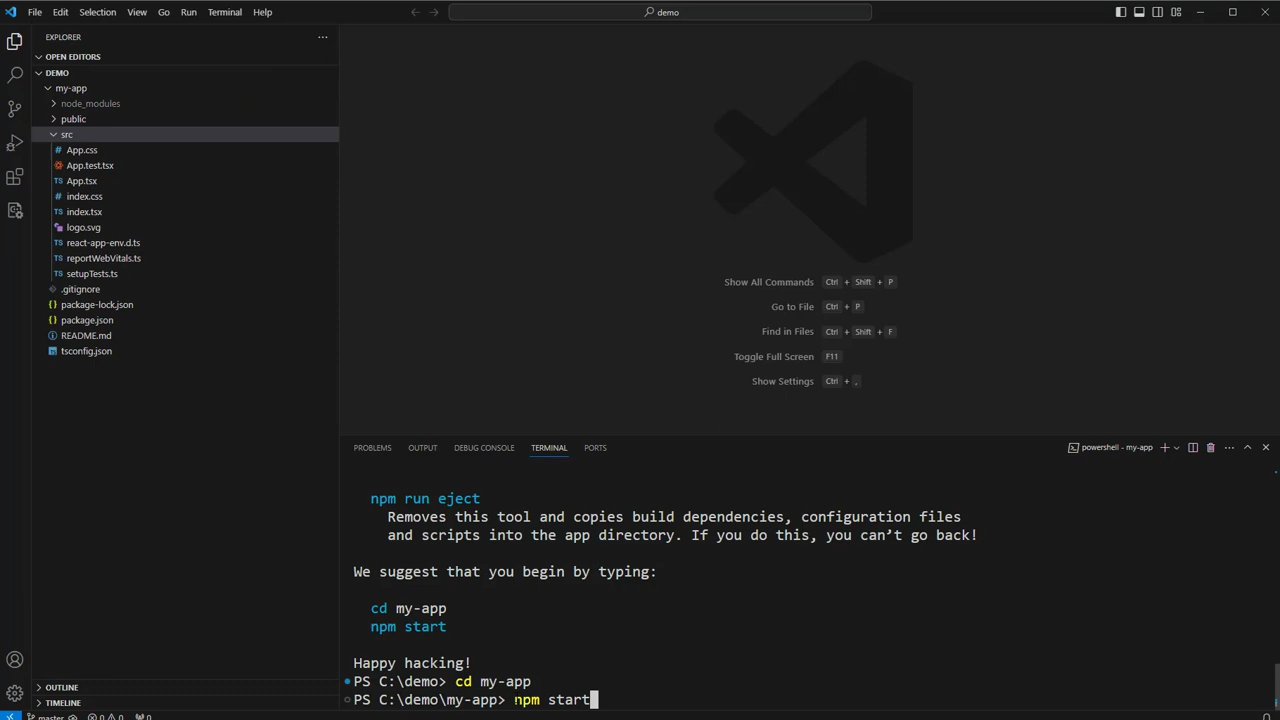 File Edit Selection View Go Run Terminal Help
demo
EXPLORER
OPEN EDITORS
DEMO
my-app
node_modules
public
src
App.css
App.test.tsx
App.tsx
index.css
index.tsx
logo.svg
react-app-env.d.ts
reportWebVitals.ts
setupTests.ts
.gitignore
package-lock.json
package.json
README.md
tsconfig.json
OUTLINE
TIMELINE
Show All Commands Ctrl + Shift + P
Go to File Ctrl + P
Find in Files Ctrl + Shift + F
Toggle Full Screen F11
Show Settings Ctrl + ,
PROBLEMS OUTPUT DEBUG CONSOLE TERMINAL PORTS
powershell - my-app
npm run eject
Removes this tool and copies build dependencies, configuration files
and scripts into the app directory. If you do this, you can’t go back!
We suggest that you begin by typing:
cd my-app
npm start
Happy hacking!
PS C:\demo> cd my-app
PS C:\demo\my-app> npm start
master 0 0 0